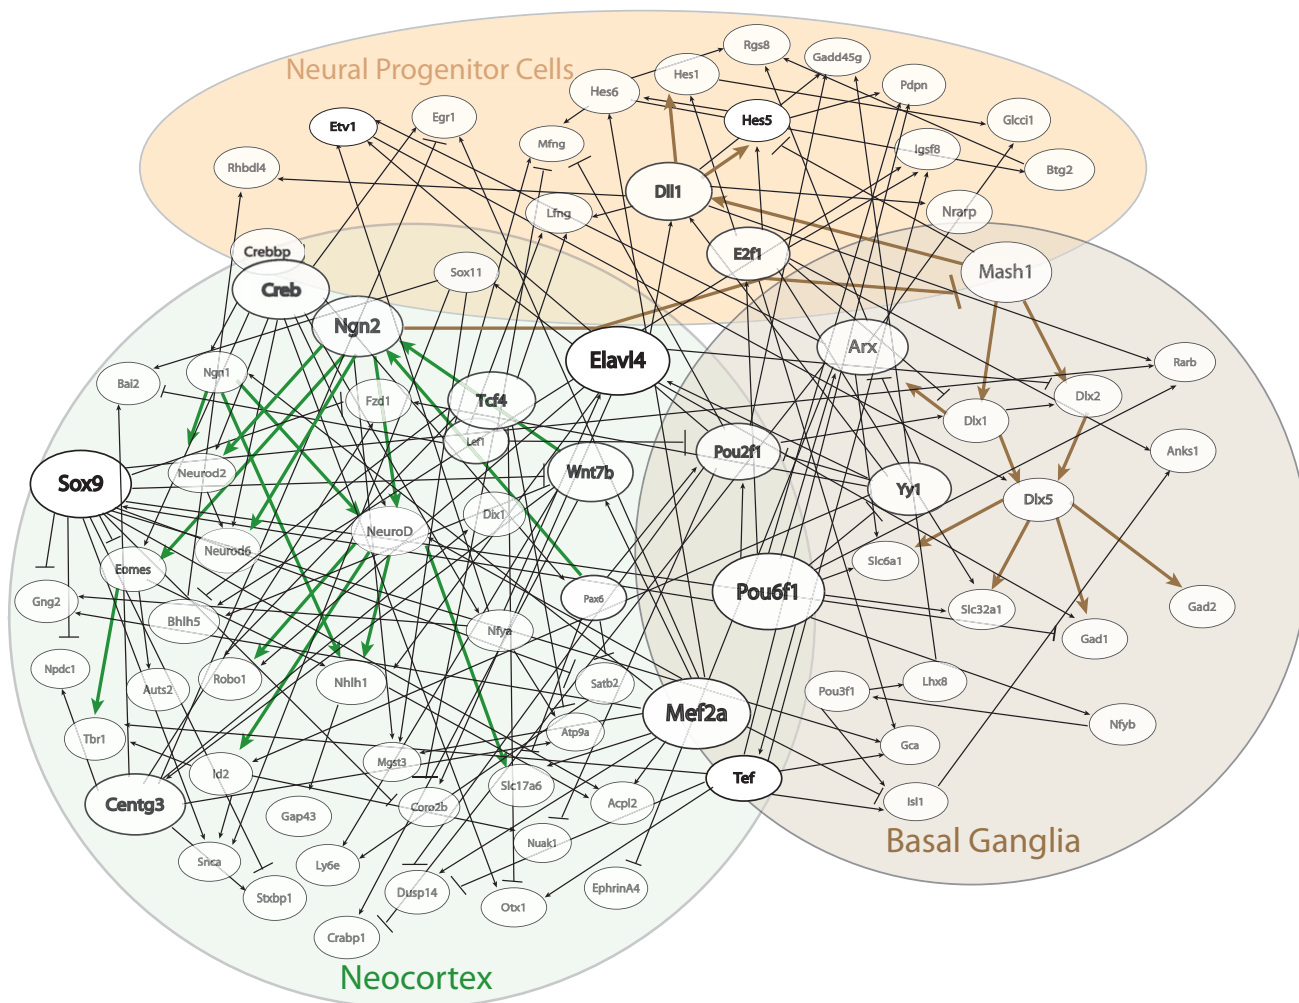 Rgs8
Gadd45g
Neural Progenitor Cells
Hes1
Pdpn
Hes6
Egr1
Etv1
Hes5
Glcci1
Mfng
Igsf8
Rhbdl4
Btg2
Dll1
Lfng
Nrarp
Crebbp
E2f1
Sox11
Mash1
Creb
Ngn2
Elavl4
Arx
Rarb
Ngn1
Bai2
Fzd1
Tcf4
Dlx2
Dlx1
Lef1
Pou2f1
Anks1
Neurod2
Wnt7b
Sox9
Yy1
Dlx5
Dix1
NeuroD
Neurod6
Slc6a1
Eomes
Pou6f1
Pax6
Gng2
Slc32a1
Gad2
Bhlh5
Nfya
Gad1
Npdc1
Robo1
Nhlh1
Satb2
Lhx8
Auts2
Pou3f1
Mef2a
Nfyb
Tbr1
Atp9a
Gca
Mgst3
Id2
Tef
Slc17a6
Centg3
Coro2b
Acpl2
Isl1
Gap43
Basal Ganglia
Nuak1
Snca
Ly6e
EphrinA4
Dusp14
Stxbp1
Otx1
Crabp1
Neocortex